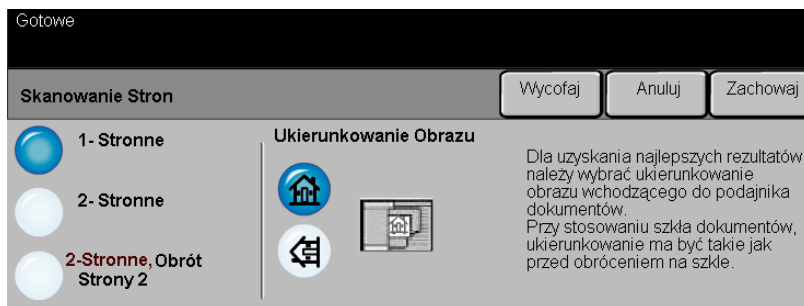 Gotowe
Skanowanie Stron
Wycofaj
Anuluj
Zachowaj
1- Stronne
2- Stronne
2-Stronne, Obrót
Strony 2
Ukierunkowanie Obrazu
Dla uzyskania najlepszych rezultatów
należy wybrać ukierunkowanie
obrazu wchodzącego do podajnika
dokumentów.
Przy stosowaniu szkła dokumentów,
ukierunkowanie ma być takie jak
przed obróceniem na szkle.